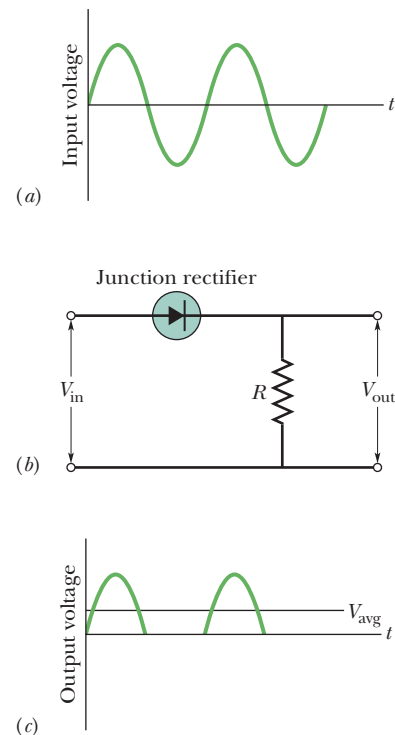 Input voltage
t
(a)
Junction rectifier
V_in
R
V_out
(b)
Output voltage
V_avg
t
(c)